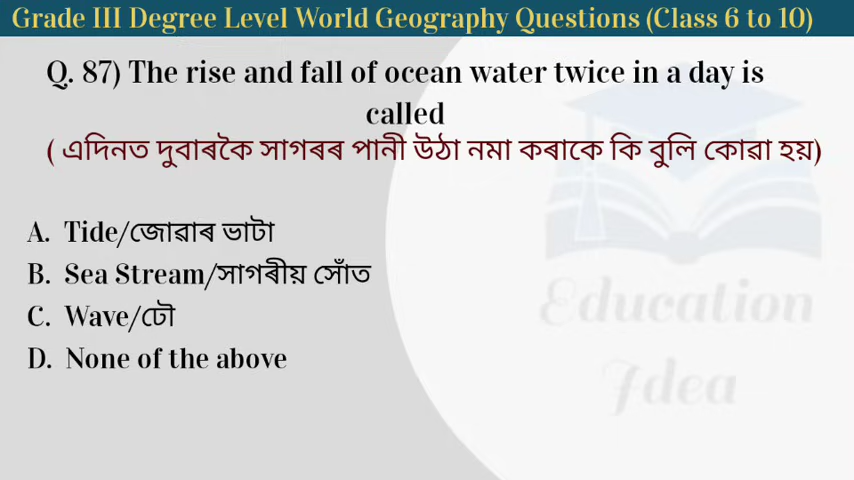 Grade III Degree Level World Geography Questions (Class 6 to 10)
Q. 87) The rise and fall of ocean water twice in a day is
called
( এদিনত দুবাৰকৈ সাগৰৰ পানী উঠা নমা কৰাকে কি বুলি কোৱা হয়)
A. Tide/জোৱাৰ ভাটা
B. Sea Stream/সাগৰীয় সোঁত
C. Wave/ঢৌ
D. None of the above
Education
Idea